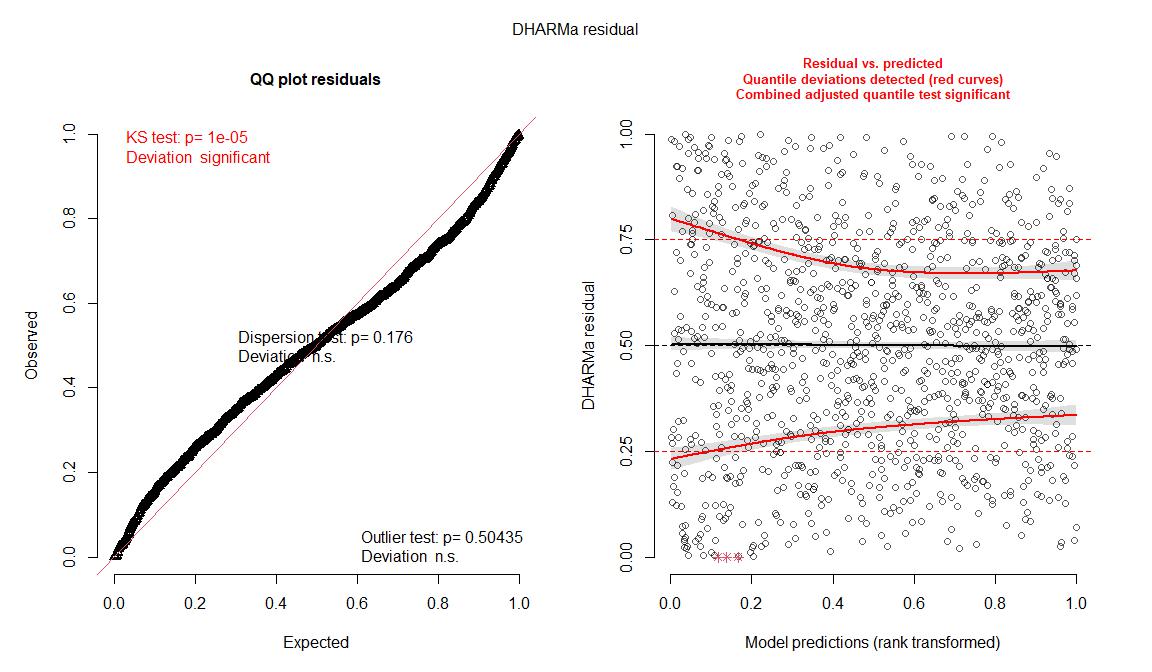 DHARMa residual
QQ plot residuals
KS test: p= 1e-05
Deviation significant
Dispersion test: p= 0.176
Deviation n.s.
Outlier test: p= 0.50435
Deviation n.s.
Observed
0.0 0.2 0.4 0.6 0.8 1.0
0.0 0.2 0.4 0.6 0.8 1.0
Expected
Residual vs. predicted
Quantile deviations detected (red curves)
Combined adjusted quantile test significant
DHARMa residual
0.00 0.25 0.50 0.75 1.00
0.0 0.2 0.4 0.6 0.8 1.0
Model predictions (rank transformed)